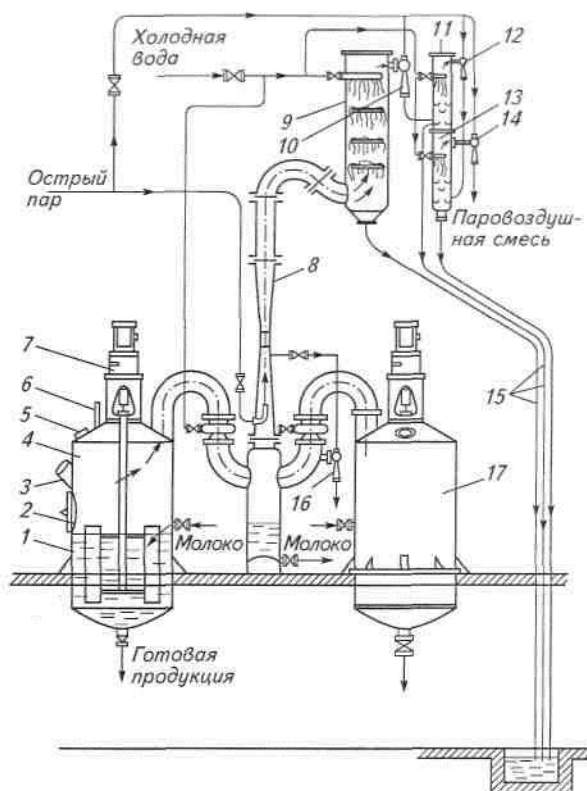 11
12
Холодная
вода
9
13
10
14
Острый
пар
Паровоздуш-
ная смесь
8
7
6
5
4
3
2
1
15
16
17
Молоко
Молоко
Готовая
продукция